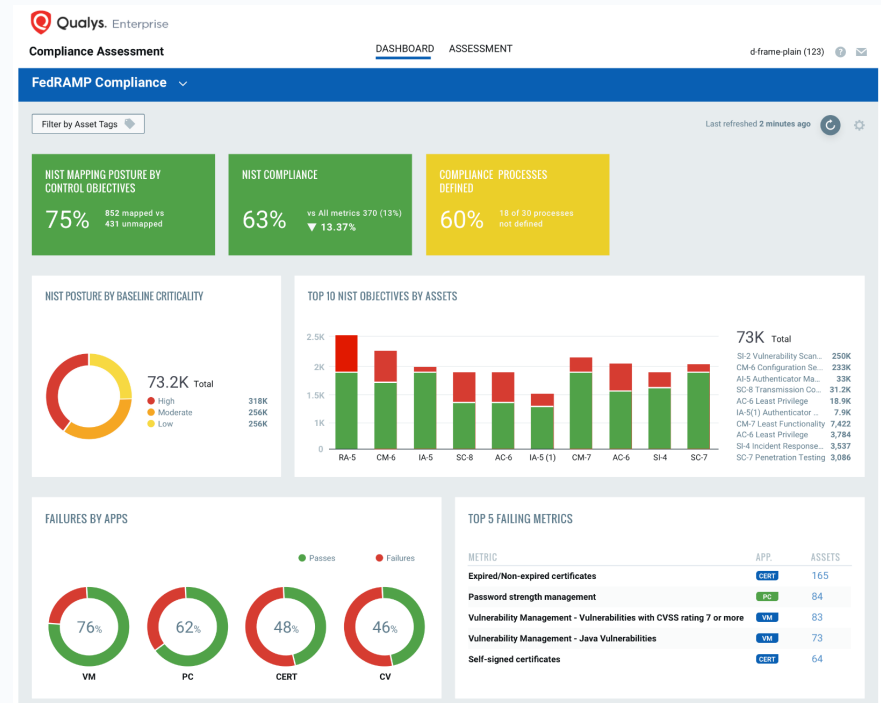 Qualys. Enterprise
Compliance Assessment
DASHBOARD
ASSESSMENT
d-frame-plain (123)
?
FedRAMP Compliance
Filter by Asset Tags
Last refreshed 2 minutes ago
NIST MAPPING POSTURE BY
CONTROL OBJECTIVES
75%
852 mapped vs
431 unmapped
NIST COMPLIANCE
63%
vs All metrics 370 (13%)
▼ 13.37%
COMPLIANCE PROCESSES
DEFINED
60%
18 of 30 processes
not defined
NIST POSTURE BY BASELINE CRITICALITY
73.2K Total
High 318K
Moderate 256K
Low 256K
TOP 10 NIST OBJECTIVES BY ASSETS
2.5K
2K
1.5K
1K
0
RA-5 CM-6 IA-5 SC-8 AC-6 IA-5 (1) CM-7 AC-6 SI-4 SC-7
73K Total
SI-2 Vulnerability Scan... 250K
CM-6 Configuration Se... 233K
AI-5 Authenticator Ma... 33K
SC-8 Transmission Co... 31.2K
AC-6 Least Privilege 18.9K
IA-5(1) Authenticator ... 7.9K
CM-7 Least Functionality 7,422
AC-6 Least Privilege 3,784
SI-4 Incident Response... 3,537
SC-7 Penetration Testing 3,086
FAILURES BY APPS
Passes
Failures
76% 62% 48% 46%
VM PC CERT CV
TOP 5 FAILING METRICS
METRIC APP. ASSETS
Expired/Non-expired certificates CERT 165
Password strength management PC 84
Vulnerability Management - Vulnerabilities with CVSS rating 7 or more VM 83
Vulnerability Management - Java Vulnerabilities VM 73
Self-signed certificates CERT 64